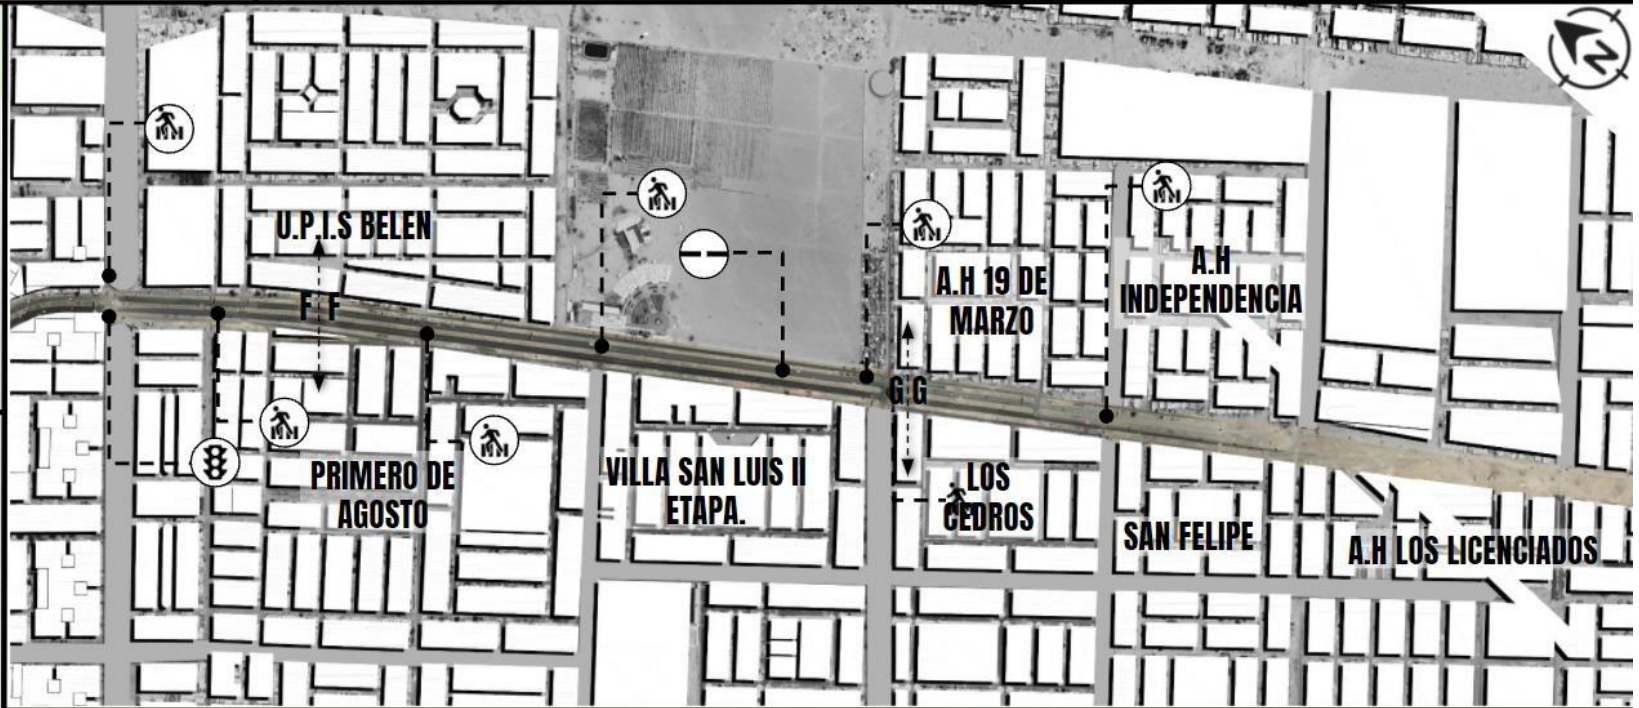 N
U.P.I.S BELEN
F F
A.H 19 DE
MARZO
A.H
INDEPENDENCIA
G G
PRIMERO DE
AGOSTO
VILLA SAN LUIS II
ETAPA.
LOS
CEDROS
SAN FELIPE
A.H LOS LICENCIADOS